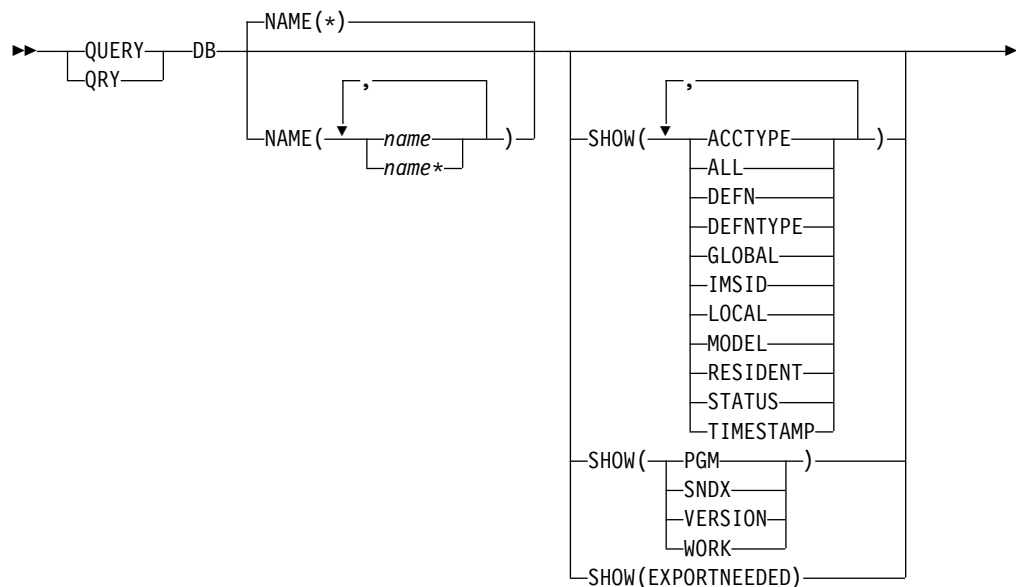 NAME(*)
QUERY DB
QRY
, ,
NAME( name ) SHOW( ACCTYPE )
name* ALL
DEFN
DEFNTYPE
GLOBAL
IMSID
LOCAL
MODEL
RESIDENT
STATUS
TIMESTAMP
SHOW( PGM )
SNDX
VERSION
WORK
SHOW(EXPORTNEEDED)